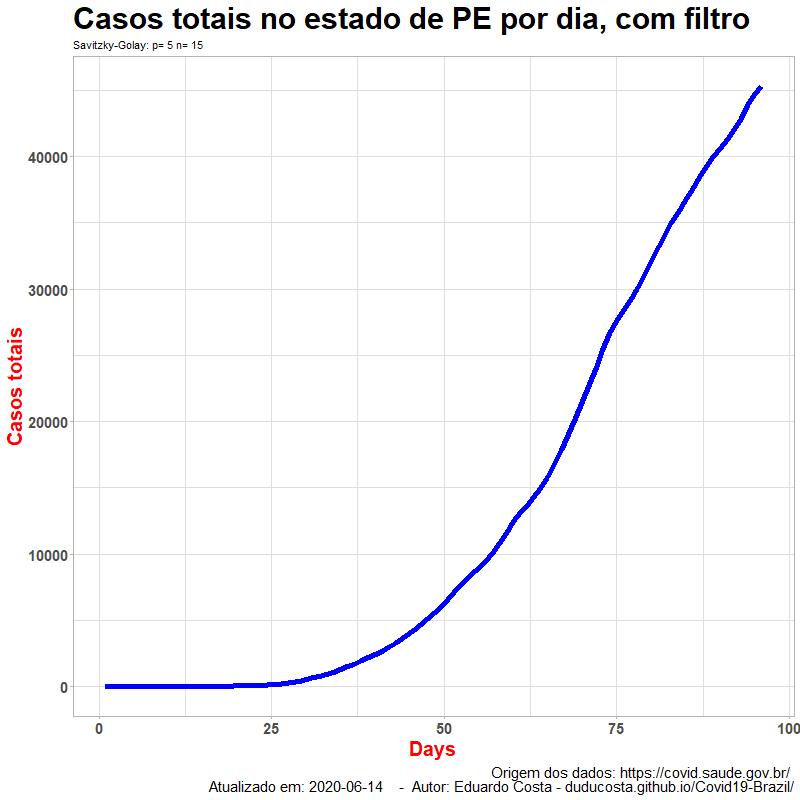 Casos totais no estado de PE por dia, com filtro
Savitzky-Golay: p= 5 n= 15
40000
30000
20000
10000
0
Casos totais
0 25 50 75 100
Days
Origem dos dados: https://covid.saude.gov.br/
Atualizado em: 2020-06-14 - Autor: Eduardo Costa - duducosta.github.io/Covid19-Brazil/